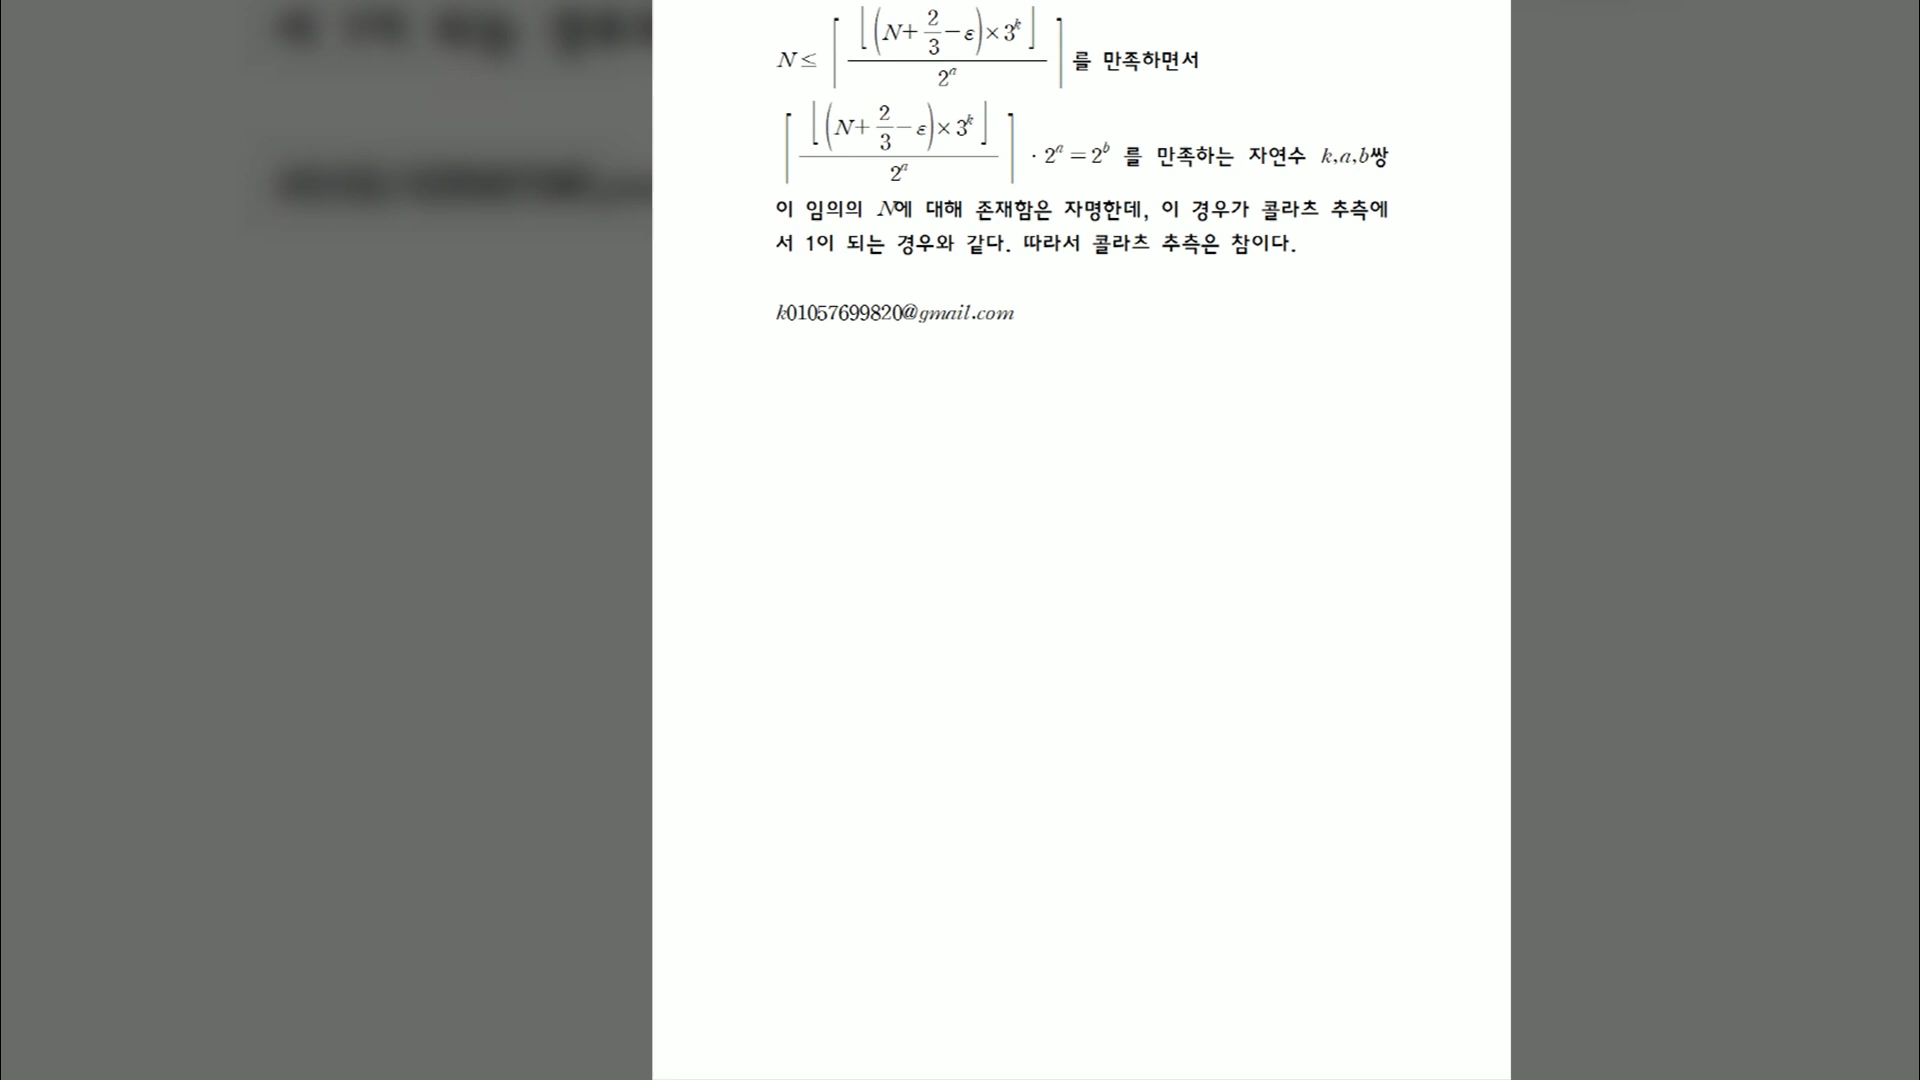 N ≤ ⌈ ⌊(N + 2/3 − ε) × 3^k⌋ / 2^a ⌉ 를 만족하면서
⌈ ⌊(N + 2/3 − ε) × 3^k⌋ / 2^a ⌉ · 2^a = 2^b 를 만족하는 자연수 k,a,b쌍
이 임의의 N에 대해 존재함은 자명한데, 이 경우가 콜라츠 추측에
서 1이 되는 경우와 같다. 따라서 콜라츠 추측은 참이다.
k01057699820@gmail.com